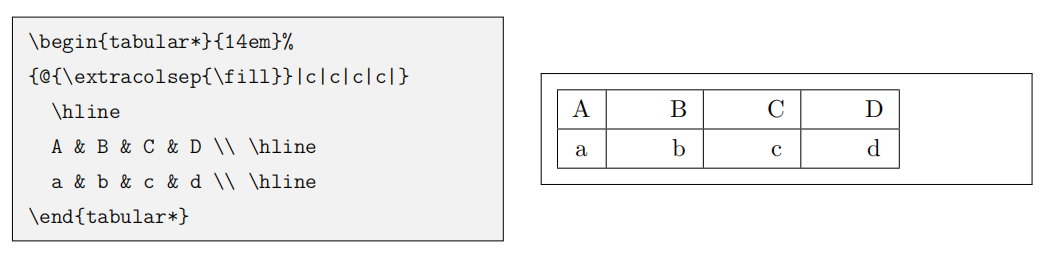 \begin{tabular*}{14em}%
{@{\extracolsep{\fill}}|c|c|c|c|}
\hline
A & B & C & D \\ \hline
a & b & c & d \\ \hline
\end{tabular*}
A B C D
a b c d